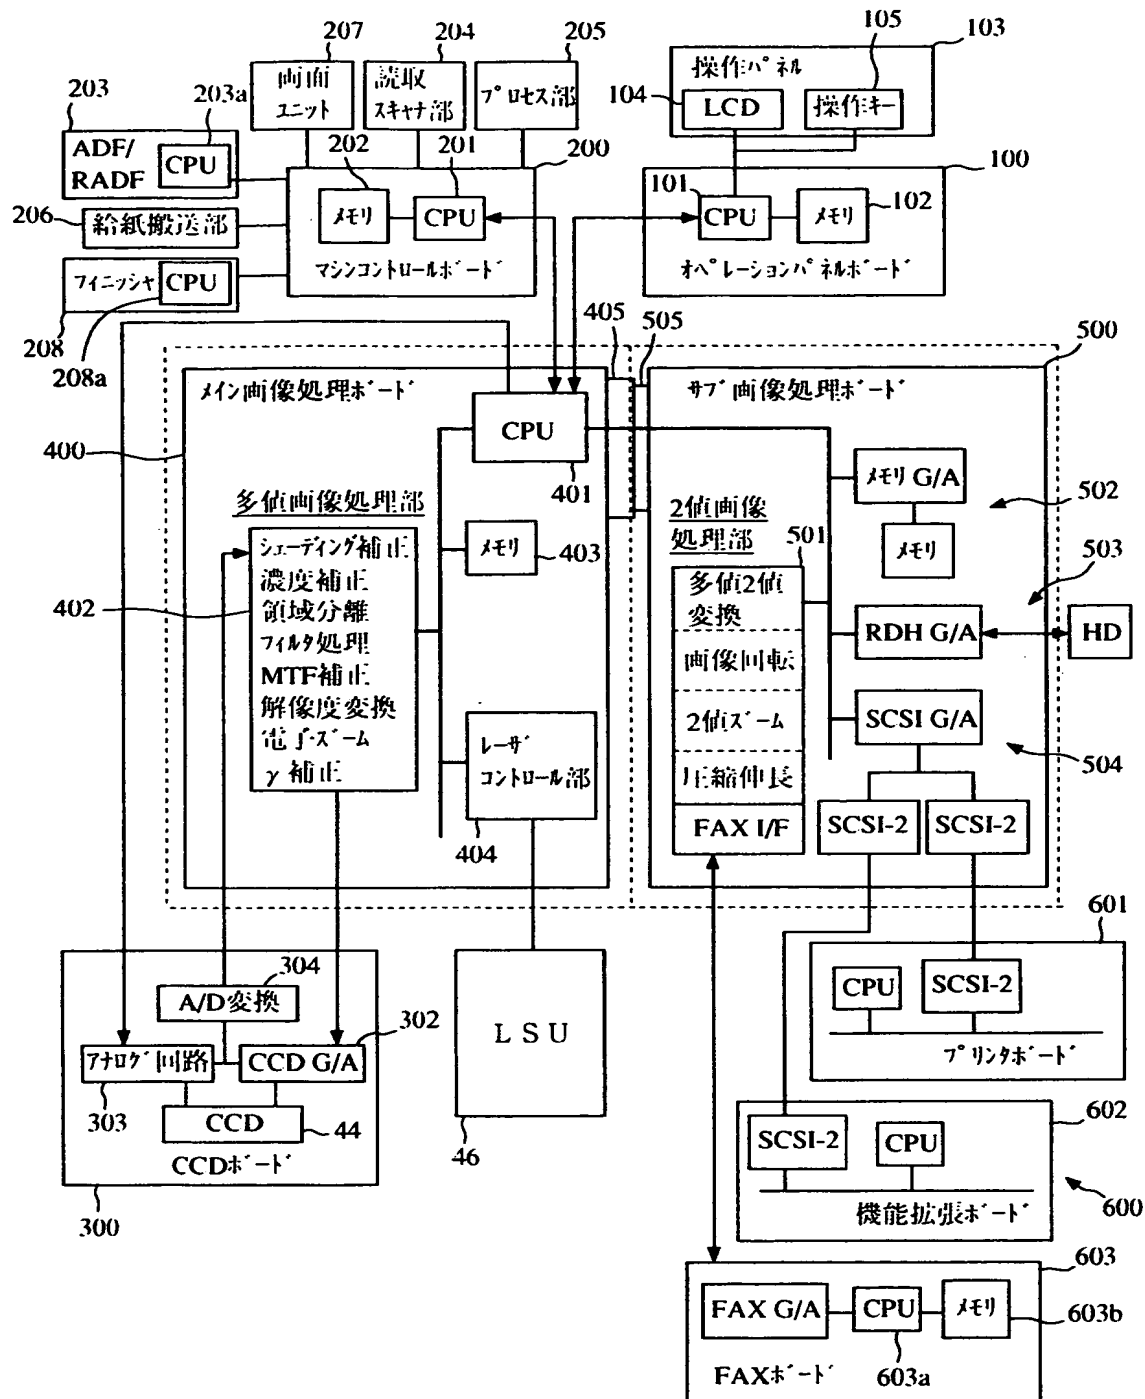 207
204
205
105
103
203
203a
画面
ユニット
読取
スキャナ部
プロセス部
操作パネル
104
LCD
操作キー
ADF/
RADF
CPU
202
201
200
100
206
給紙搬送部
メモリ
CPU
101
CPU
メモリ
102
フィニッシャ
CPU
マシンコントロールボード
オペレーションパネルボード
208
208a
405
505
500
メイン画像処理ボード
サブ画像処理ボード
400
CPU
401
メモリ G/A
502
多値画像処理部
2値画像
処理部
501
メモリ
503
402
シェーディング補正
濃度補正
領域分離
フィルタ処理
MTF補正
解像度変換
電子ズーム
γ補正
メモリ
403
多値2値
変換
画像回転
2値ズーム
圧縮伸長
FAX I/F
RDH G/A
HD
SCSI G/A
504
レーザ
コントロール部
404
SCSI-2
SCSI-2
601
304
A/D変換
302
アナログ回路
CCD G/A
303
CCD
44
CCDボード
300
LSU
46
CPU
SCSI-2
プリンタボード
602
SCSI-2
CPU
機能拡張ボード
600
603
FAX G/A
CPU
メモリ
603b
603a
FAXボード